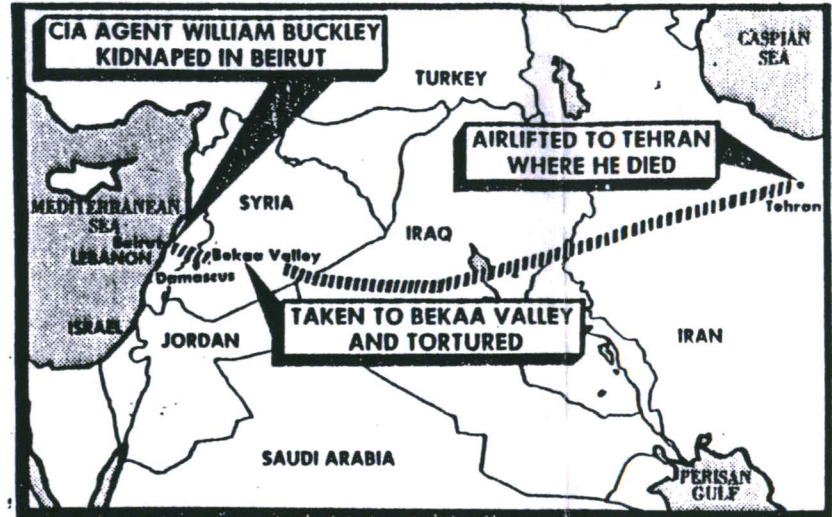 CIA AGENT WILLIAM BUCKLEY
KIDNAPED IN BEIRUT
CASPIAN
SEA
TURKEY
AIRLIFTED TO TEHRAN
WHERE HE DIED
Tehran
MEDITERRANEAN
SEA
SYRIA
IRAQ
Beirut
LEBANON
Bekaa Valley
Damascus
ISRAEL
JORDAN
TAKEN TO BEKAA VALLEY
AND TORTURED
IRAN
SAUDI ARABIA
PERISAN
GULF